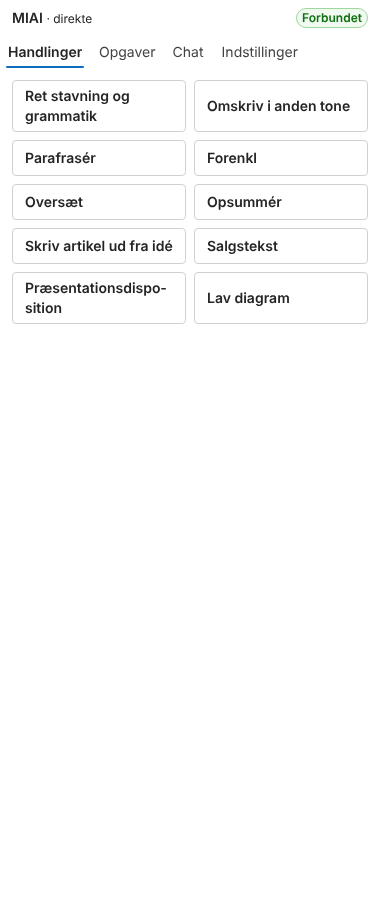 MIAI · direkte
Forbundet
Handlinger Opgaver Chat Indstillinger
Ret stavning og
grammatik
Omskriv i anden tone
Parafrasér
Forenkl
Oversæt
Opsummér
Skriv artikel ud fra idé
Salgstekst
Præsentationsdispo-
sition
Lav diagram